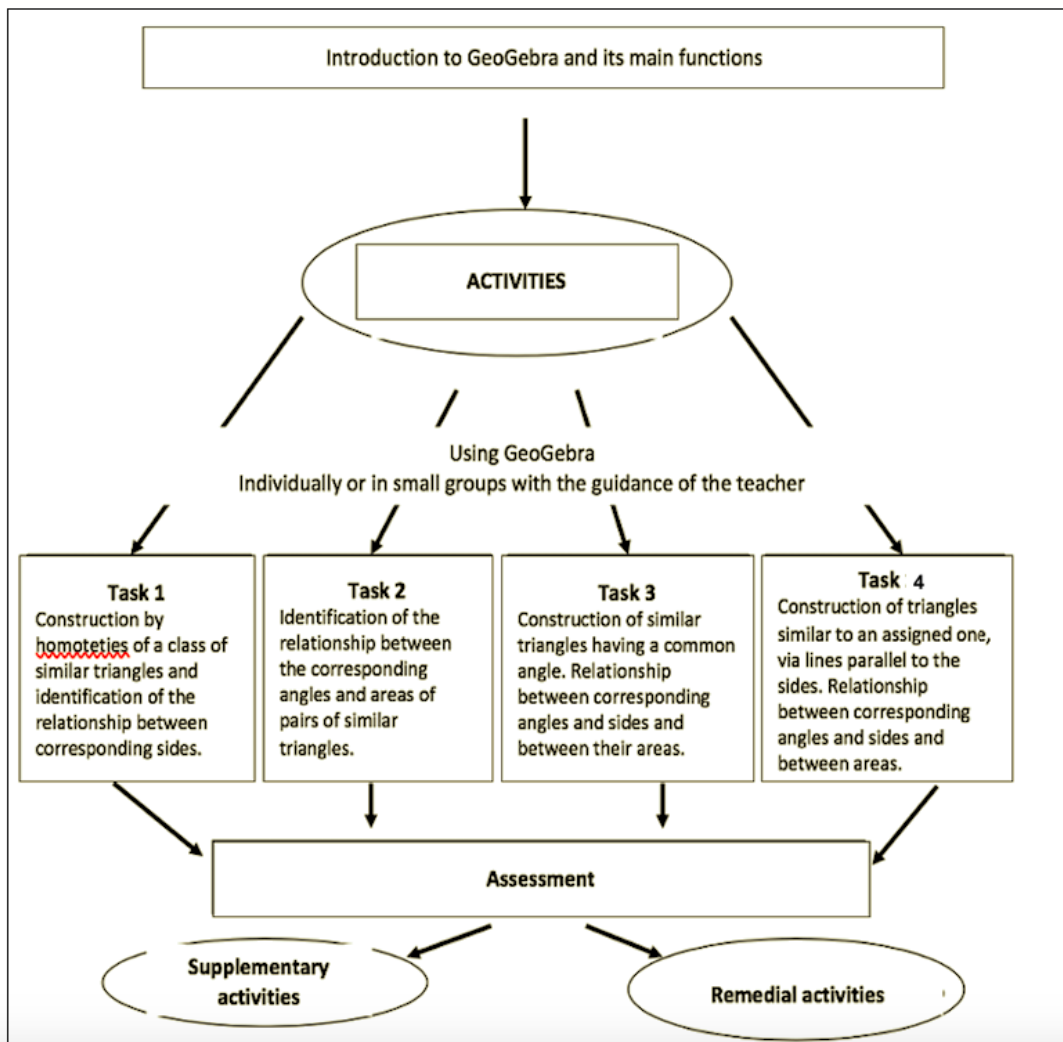 Introduction to GeoGebra and its main functions
ACTIVITIES
Using GeoGebra
Individually or in small groups with the guidance of the teacher
Task 1
Construction by
homoteties of a class of
similar triangles and
identification of the
relationship between
corresponding sides.
Task 2
Identification of the
relationship between
the corresponding
angles and areas of
pairs of similar
triangles.
Task 3
Construction of similar
triangles having a common
angle. Relationship
between corresponding
angles and sides and
between their areas.
Task 4
Construction of triangles
similar to an assigned one,
via lines parallel to the
sides. Relationship
between corresponding
angles and sides and
between areas.
Assessment
Supplementary
activities
Remedial activities